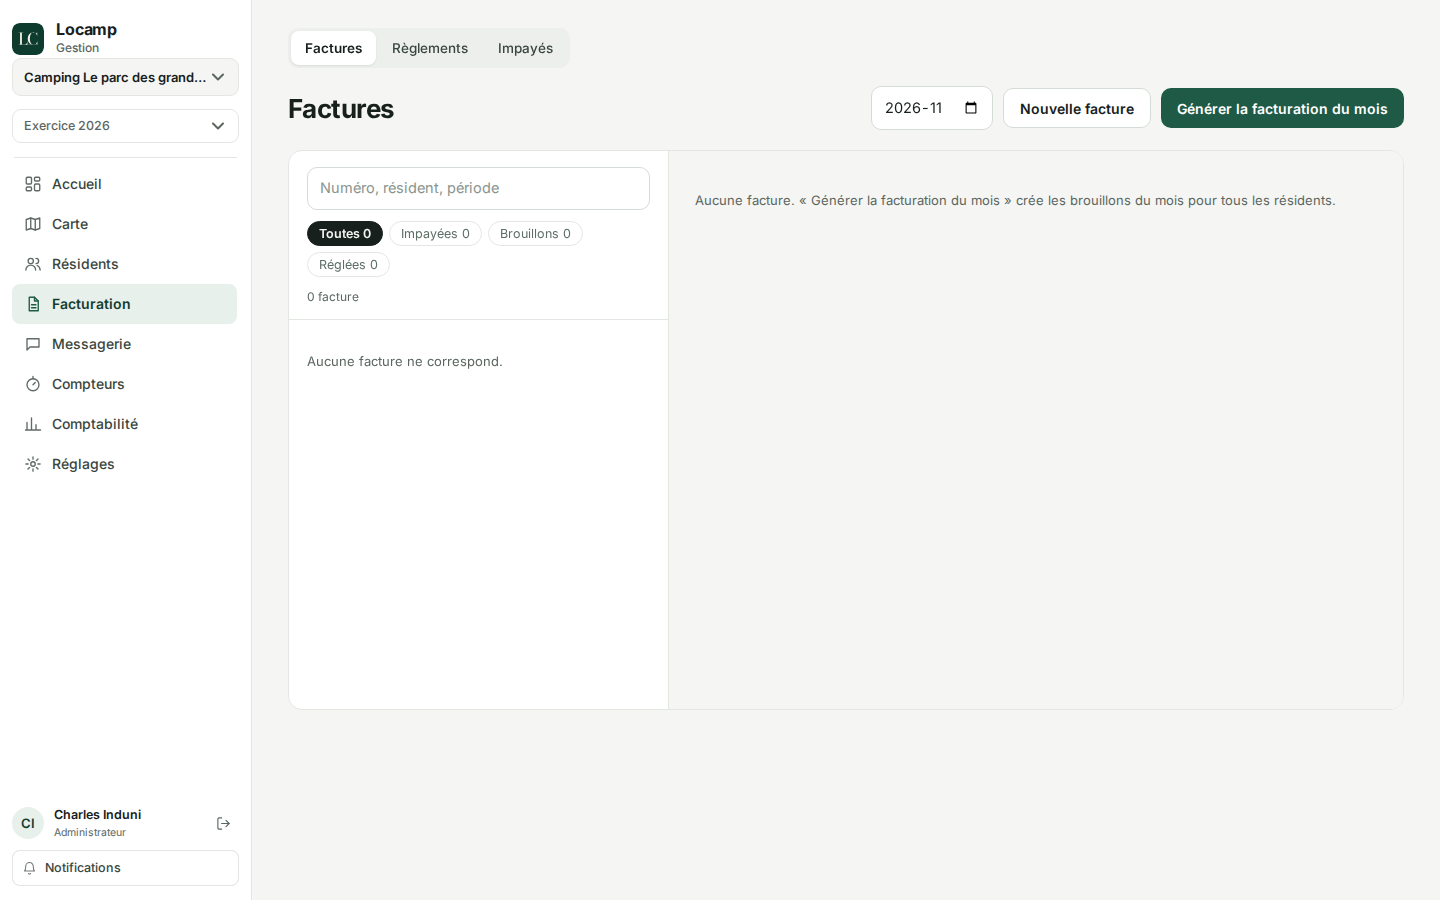 LC
Locamp
Gestion
Camping Le parc des grand...
Exercice 2026
Accueil
Carte
Résidents
Facturation
Messagerie
Compteurs
Comptabilité
Réglages
CI
Charles Induni
Administrateur
Notifications
Factures Règlements Impayés
Factures
2026-11
Nouvelle facture
Générer la facturation du mois
Numéro, résident, période
Toutes 0 Impayées 0 Brouillons 0
Réglées 0
0 facture
Aucune facture ne correspond.
Aucune facture. « Générer la facturation du mois » crée les brouillons du mois pour tous les résidents.